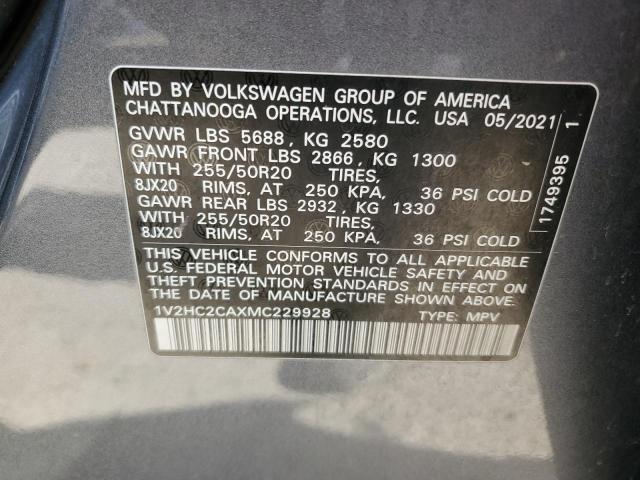 MFD BY VOLKSWAGEN GROUP OF AMERICA
CHATTANOOGA OPERATIONS, LLC. USA 05/2021
GVWR LBS 5688, KG 2580
GAWR FRONT LBS 2866, KG 1300
WITH 255/50R20 TIRES,
8JX20 RIMS, AT 250 KPA, 36 PSI COLD
GAWR REAR LBS 2932, KG 1330
WITH 255/50R20 TIRES,
8JX20 RIMS, AT 250 KPA, 36 PSI COLD
THIS VEHICLE CONFORMS TO ALL APPLICABLE
U.S. FEDERAL MOTOR VEHICLE SAFETY AND
THEFT PREVENTION STANDARDS IN EFFECT ON
THE DATE OF MANUFACTURE SHOWN ABOVE.
1V2HC2CAXMC229928 TYPE: MPV
1749395 1